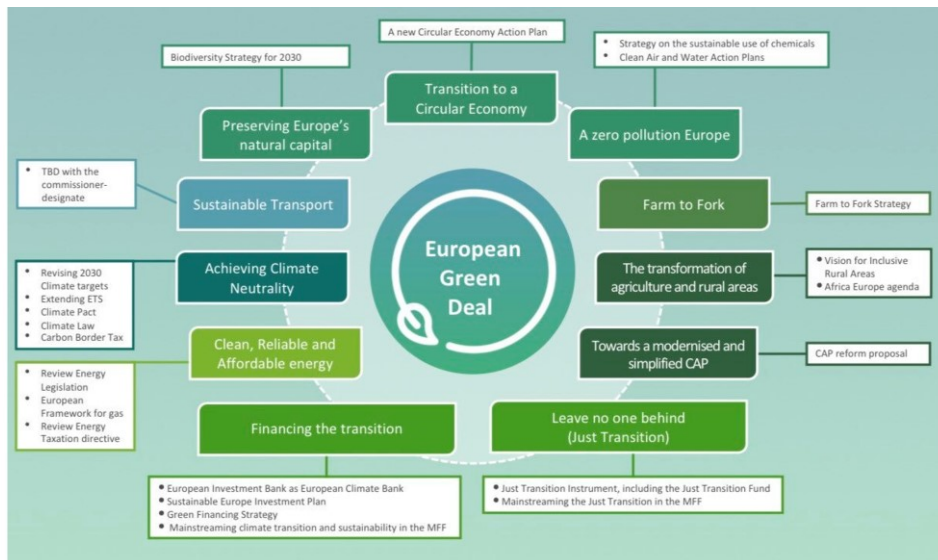 A new Circular Economy Action Plan
Biodiversity Strategy for 2030
• Strategy on the sustainable use of chemicals
• Clean Air and Water Action Plans
Transition to a
Circular Economy
Preserving Europe's
natural capital
A zero pollution Europe
• TBD with the
commissioner-
designate
Sustainable Transport
Farm to Fork
Farm to Fork Strategy
European
Green
Deal
• Revising 2030
Climate targets
• Extending ETS
• Climate Pact
• Climate Law
• Carbon Border Tax
Achieving Climate
Neutrality
The transformation of
agriculture and rural areas
• Vision for Inclusive
Rural Areas
• Africa Europe agenda
Clean, Reliable and
Affordable energy
Towards a modernised and
simplified CAP
CAP reform proposal
• Review Energy
Legislation
• European
Framework for gas
• Review Energy
Taxation directive
Financing the transition
Leave no one behind
(Just Transition)
• European Investment Bank as European Climate Bank
• Sustainable Europe Investment Plan
• Green Financing Strategy
• Mainstreaming climate transition and sustainability in the MFF
• Just Transition Instrument, including the Just Transition Fund
• Mainstreaming the Just Transition in the MFF